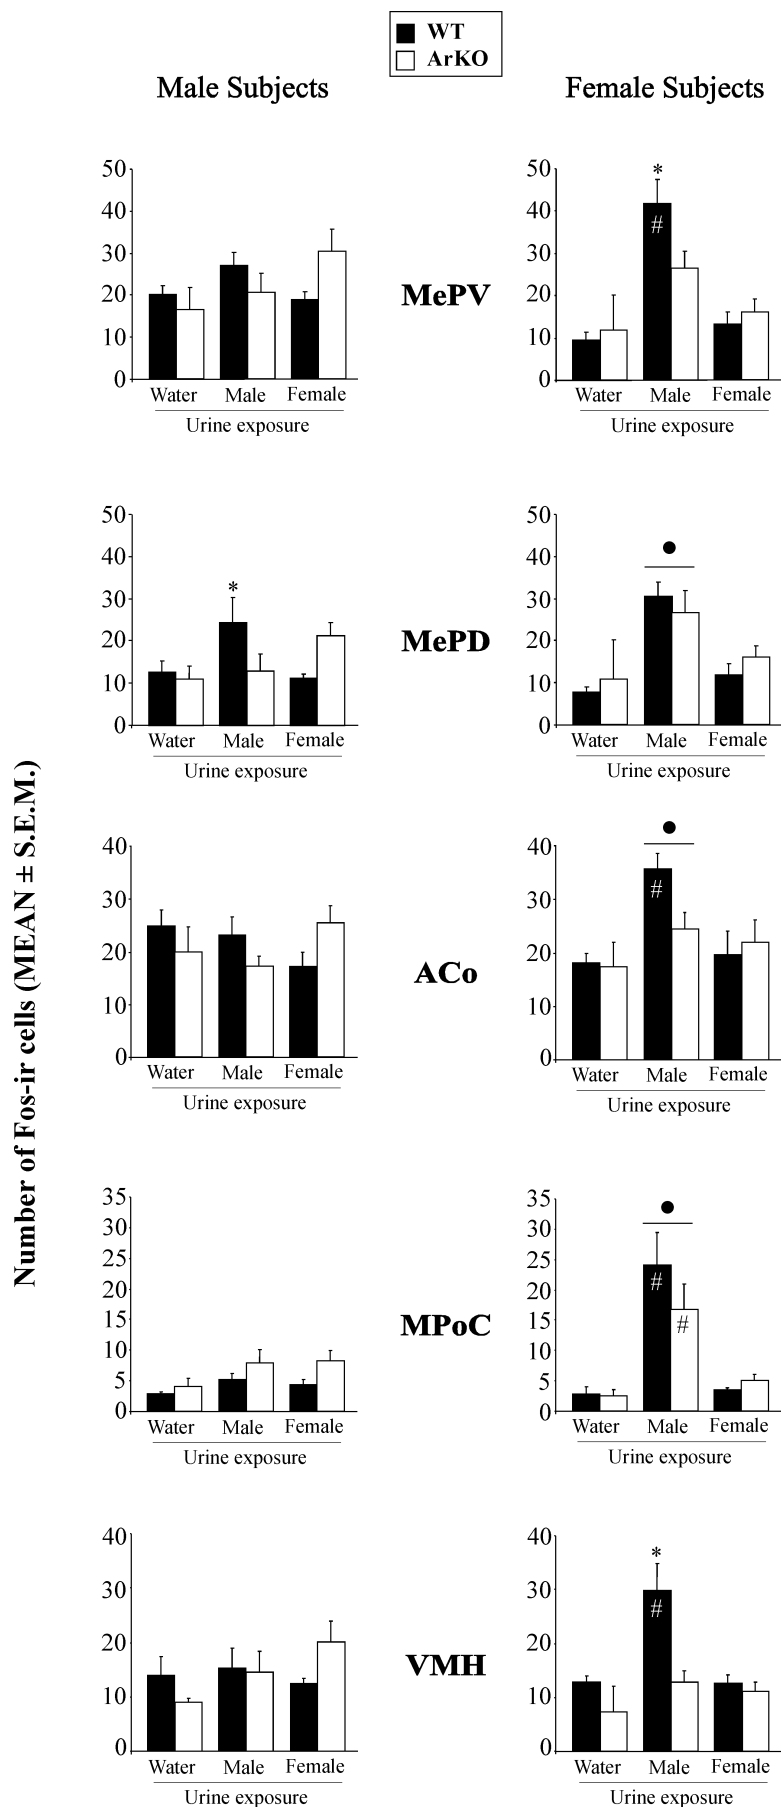 WT
ArKO
Male Subjects
Female Subjects
Number of Fos-ir cells (MEAN ± S.E.M.)
50
40
30
20
10
0
Water Male Female
Urine exposure
MePV
50
40
30
20
10
0
*
#
Water Male Female
Urine exposure
50
40
30
20
10
0
*
Water Male Female
Urine exposure
MePD
50
40
30
20
10
0
●
Water Male Female
Urine exposure
40
30
20
10
0
Water Male Female
Urine exposure
ACo
40
30
20
10
0
●
#
Water Male Female
Urine exposure
35
30
25
20
15
10
5
0
Water Male Female
Urine exposure
MPoC
35
30
25
20
15
10
5
0
●
#
#
Water Male Female
Urine exposure
40
30
20
10
0
Water Male Female
Urine exposure
VMH
40
30
20
10
0
*
#
Water Male Female
Urine exposure